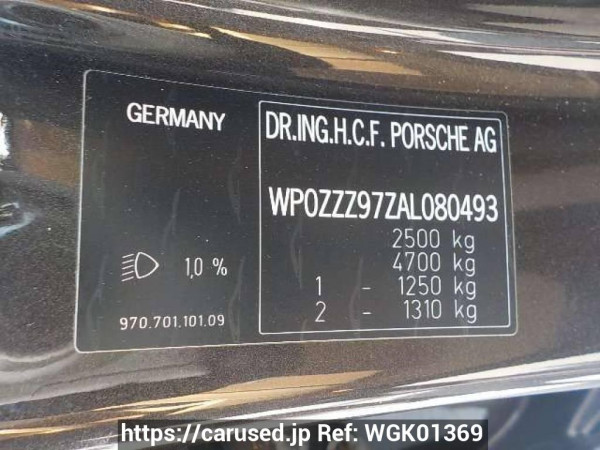 GERMANY
1,0 %
970.701.101.09
DR.ING.H.C.F. PORSCHE AG
WP0ZZZ97ZAL080493
2500 kg
4700 kg
1 - 1250 kg
2 - 1310 kg
https://carused.jp Ref: WGK01369